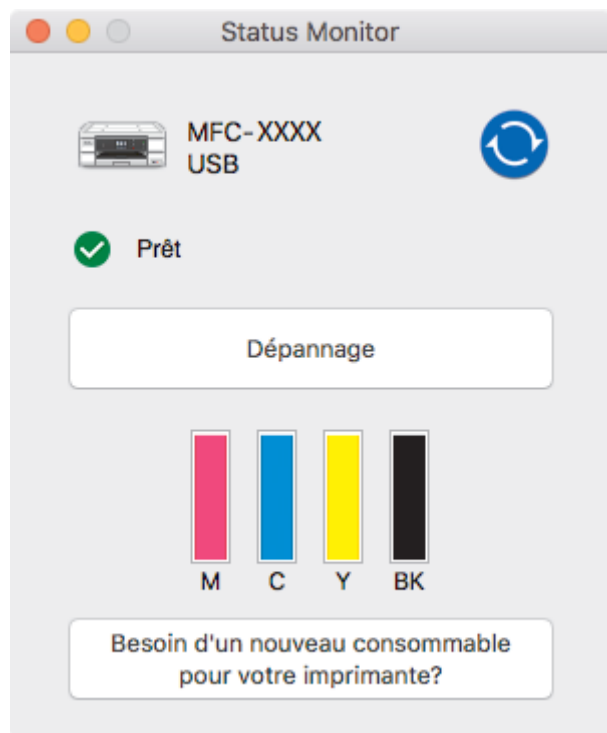 Status Monitor
MFC-XXXX
USB
Prêt
Dépannage
M C Y BK
Besoin d'un nouveau consommable
pour votre imprimante?